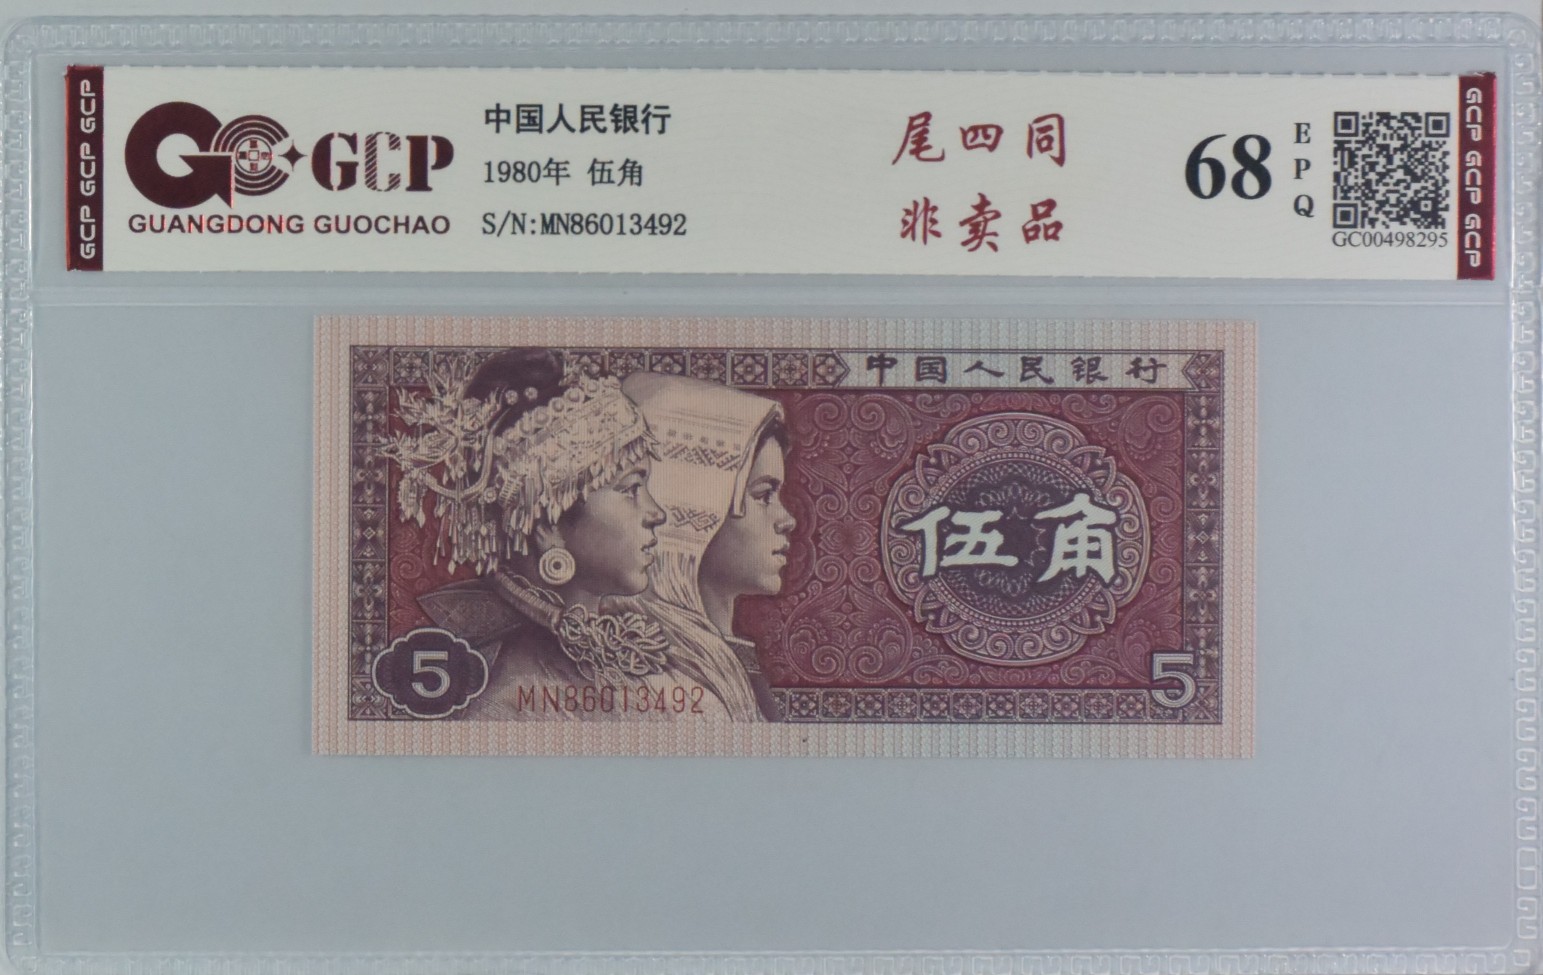 GCP GCP GCP
GCP
GUANGDONG GUOCHAO
中国人民银行
1980年 伍角
S/N:MN86013492
尾四同
非卖品
68
EPQ
GC00498295
GCP GCP GCP
中国人民银行
伍角
5
MN86013492
5